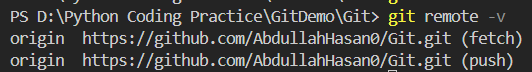 PS D:\Python Coding Practice\GitDemo\Git> git remote -v
origin  https://github.com/AbdullahHasan0/Git.git (fetch)
origin  https://github.com/AbdullahHasan0/Git.git (push)